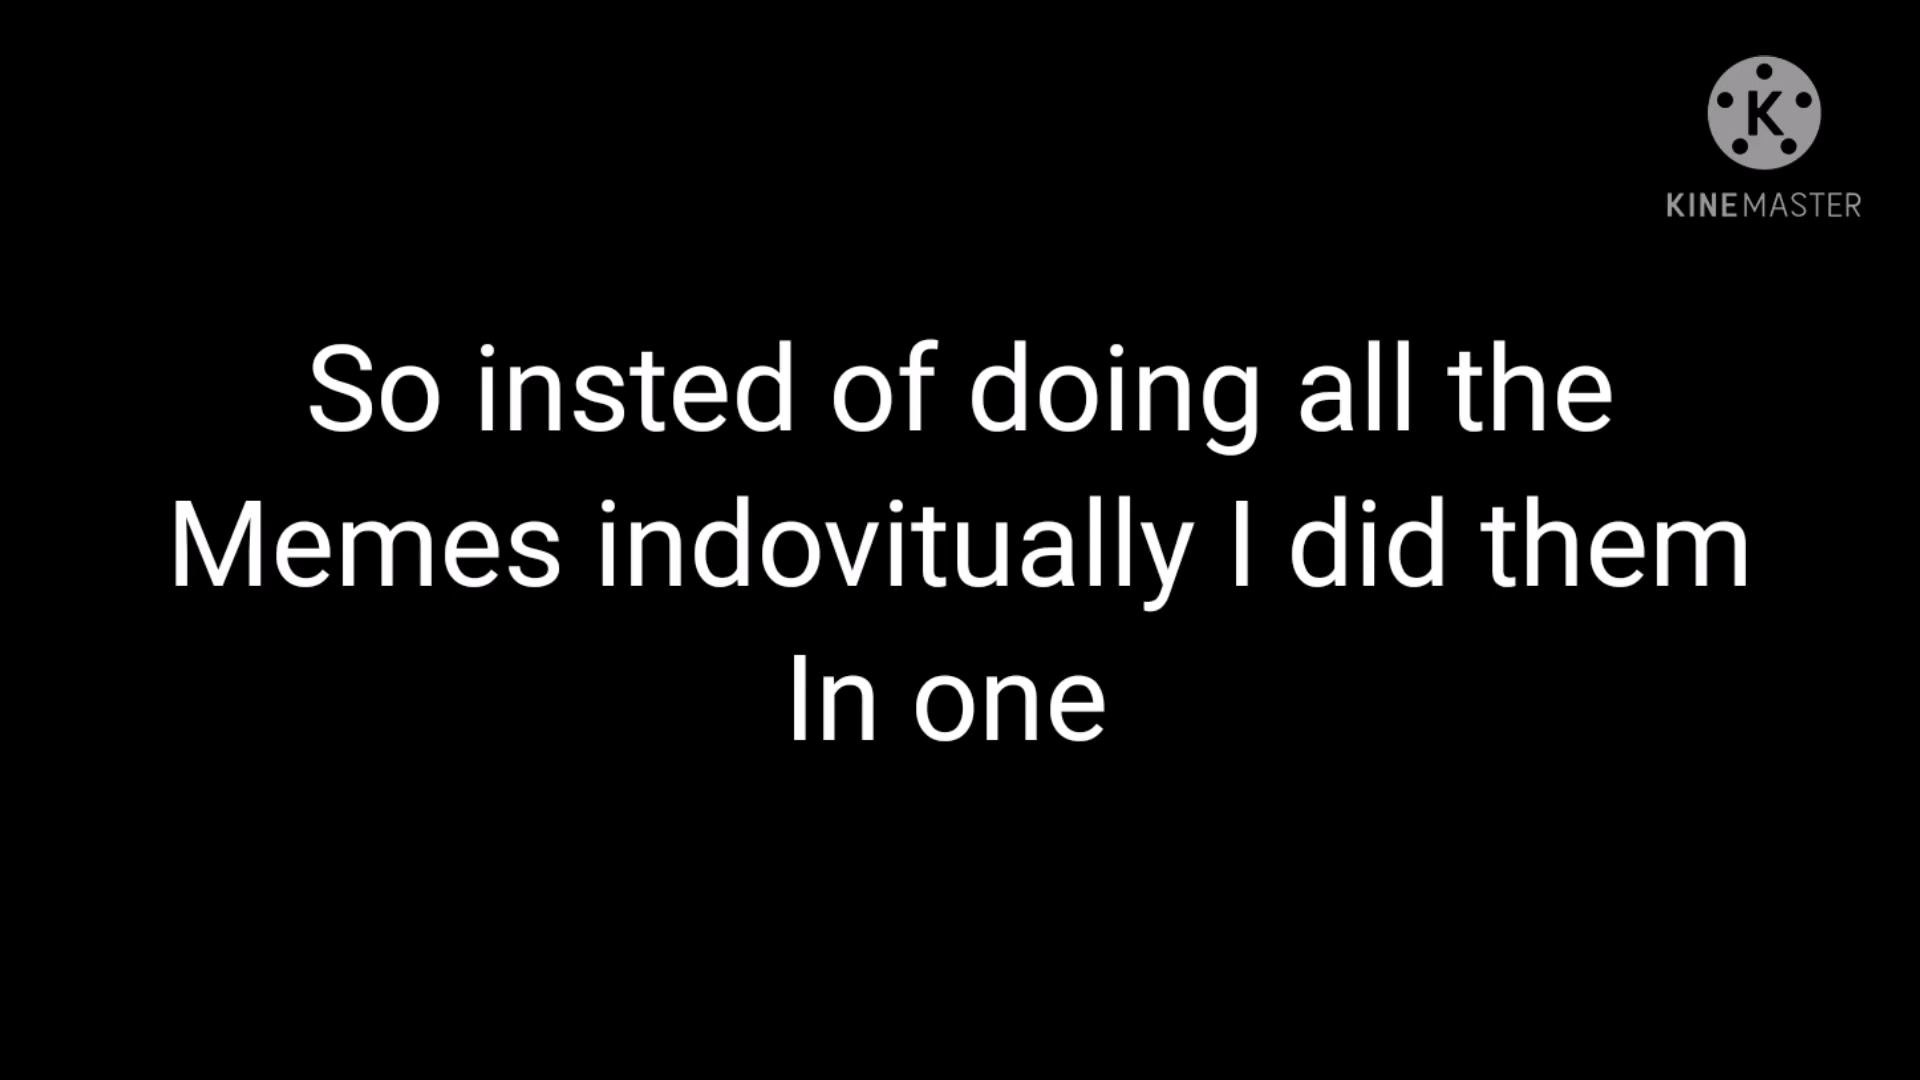 K
KINEMASTER
So insted of doing all the
Memes indovitually I did them
In one